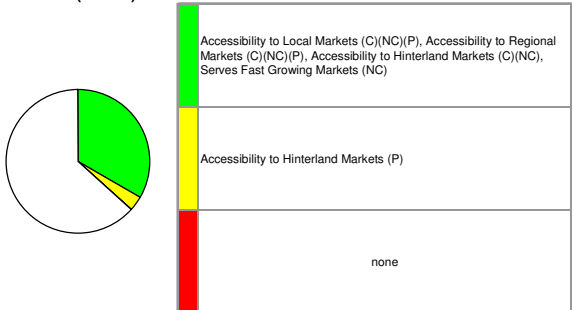 Accessibility to Local Markets (C)(NC)(P), Accessibility to Regional
Markets (C)(NC)(P), Accessibility to Hinterland Markets (C)(NC),
Serves Fast Growing Markets (NC)
Accessibility to Hinterland Markets (P)
none